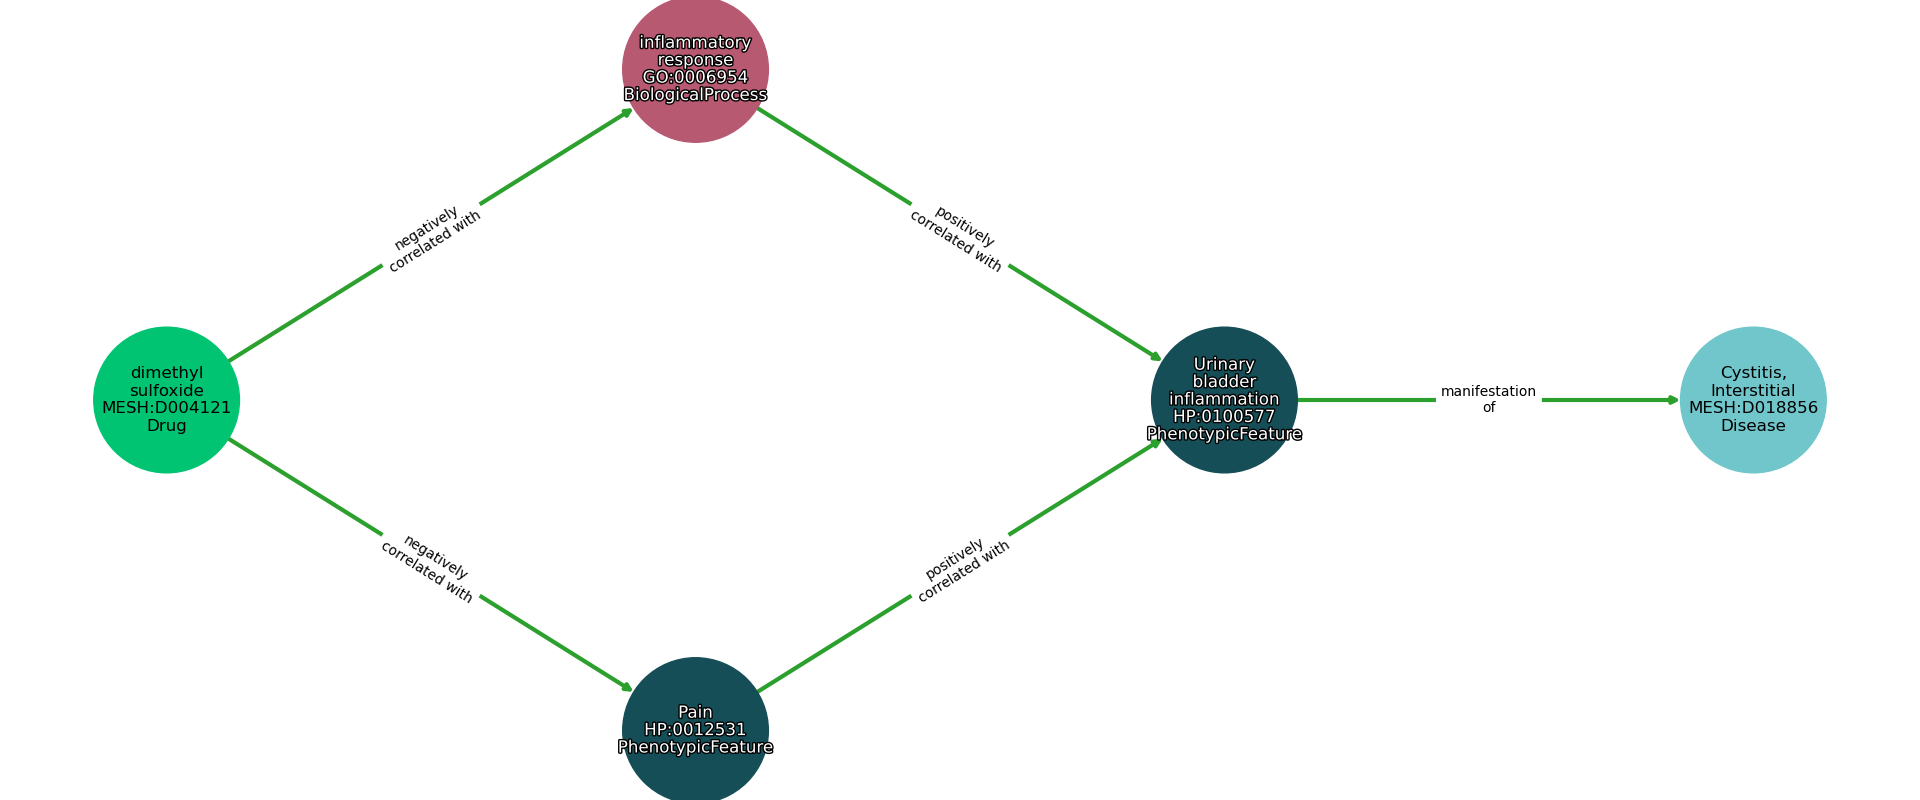 inflammatory
response
GO:0006954
BiologicalProcess
negatively
correlated with
positively
correlated with
dimethyl
sulfoxide
MESH:D004121
Drug
Urinary
bladder
inflammation
HP:0100577
PhenotypicFeature
manifestation
of
Cystitis,
Interstitial
MESH:D018856
Disease
negatively
correlated with
positively
correlated with
Pain
HP:0012531
PhenotypicFeature